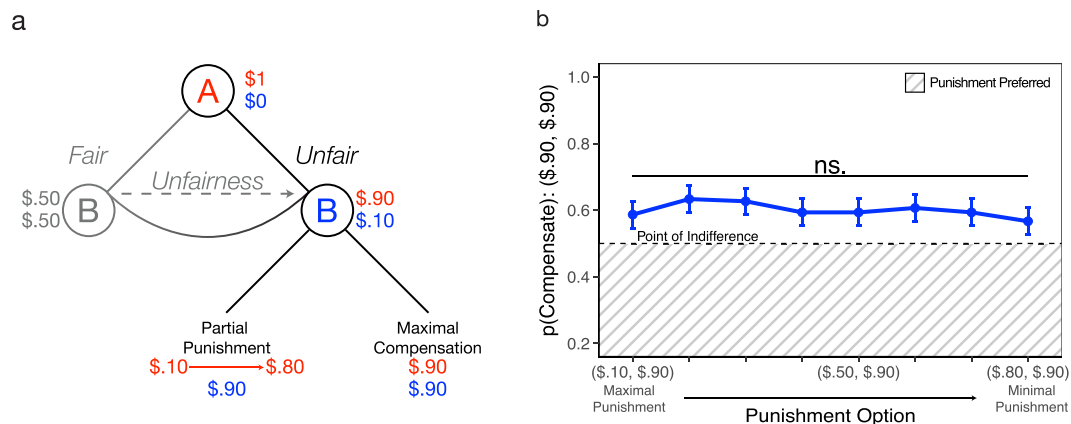 a
A
$1
$0
Fair
Unfair
Unfairness
$.50
$.50
B
B
$.90
$.10
Partial
Punishment
$.10
$.80
$.90
Maximal
Compensation
$.90
$.90
b
p(Compensate): ($.90, $.90)
1.0
0.8
0.6
0.4
0.2
Punishment Preferred
ns.
Point of Indifference
($.10, $.90)
($.50, $.90)
($.80, $.90)
Maximal
Punishment
Minimal
Punishment
Punishment Option